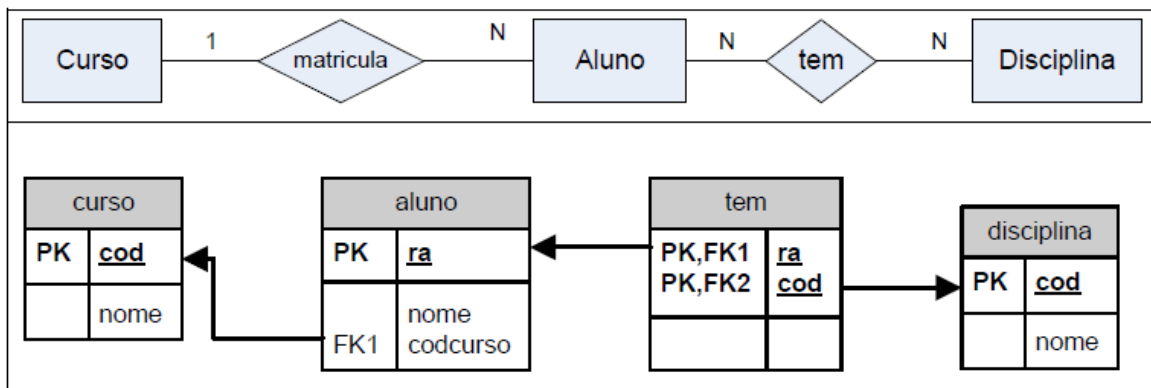 Curso 1 matricula N Aluno N tem N Disciplina
curso
PK cod
nome
aluno
PK ra
nome
FK1 codcurso
tem
PK,FK1 ra
PK,FK2 cod
disciplina
PK cod
nome